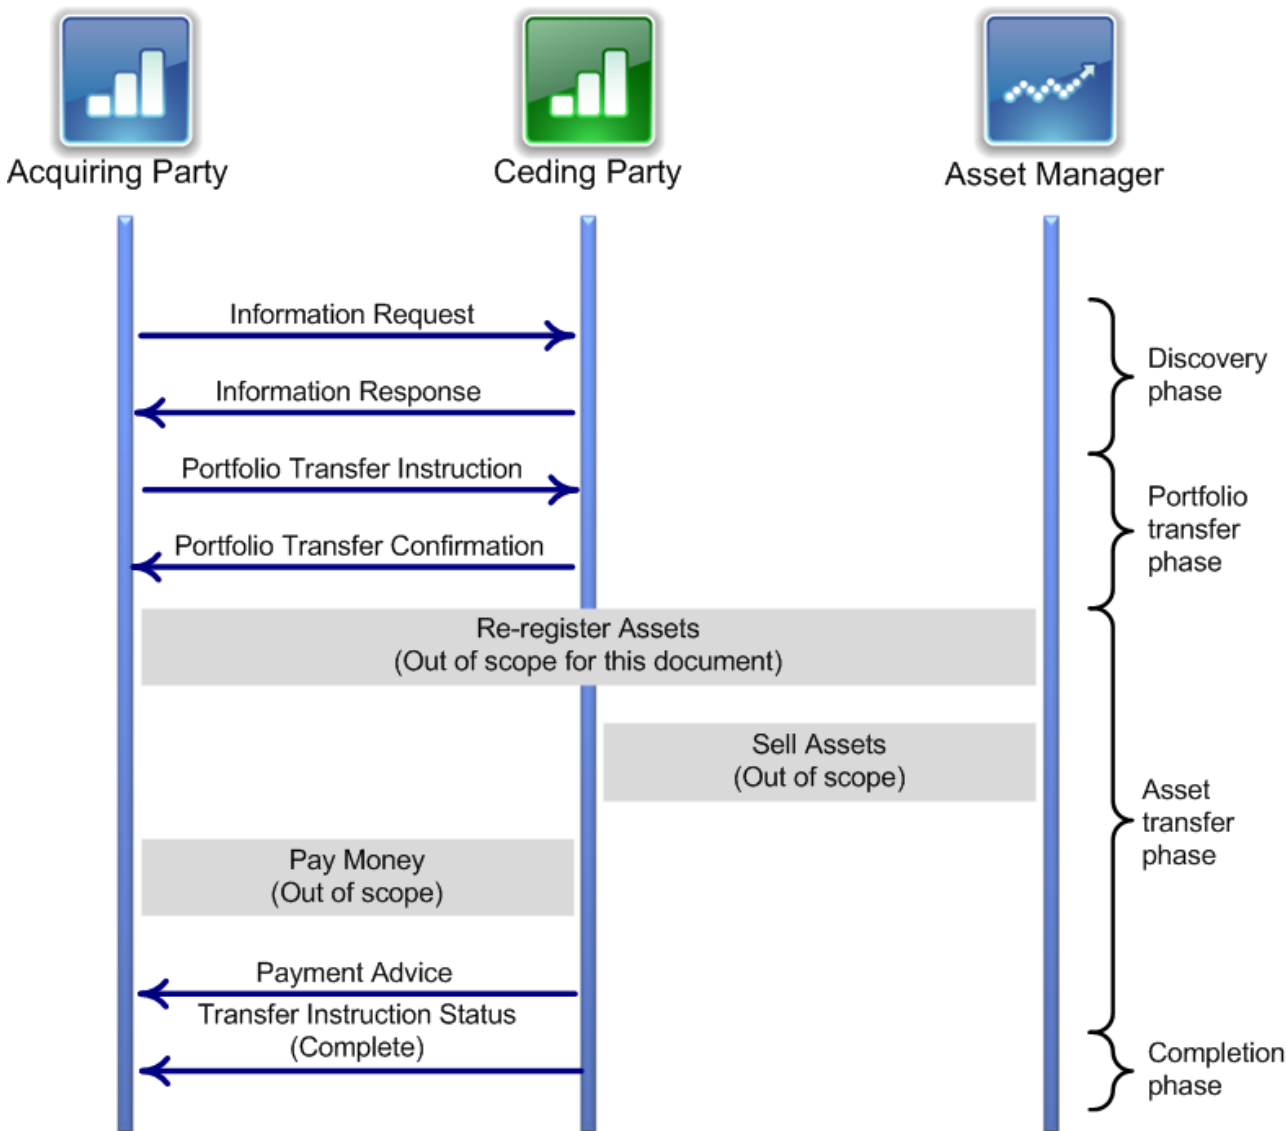 Acquiring Party
Ceding Party
Asset Manager
Information Request
Information Response
Discovery
phase
Portfolio Transfer Instruction
Portfolio Transfer Confirmation
Portfolio
transfer
phase
Re-register Assets
(Out of scope for this document)
Sell Assets
(Out of scope)
Pay Money
(Out of scope)
Asset
transfer
phase
Payment Advice
Transfer Instruction Status
(Complete)
Completion
phase